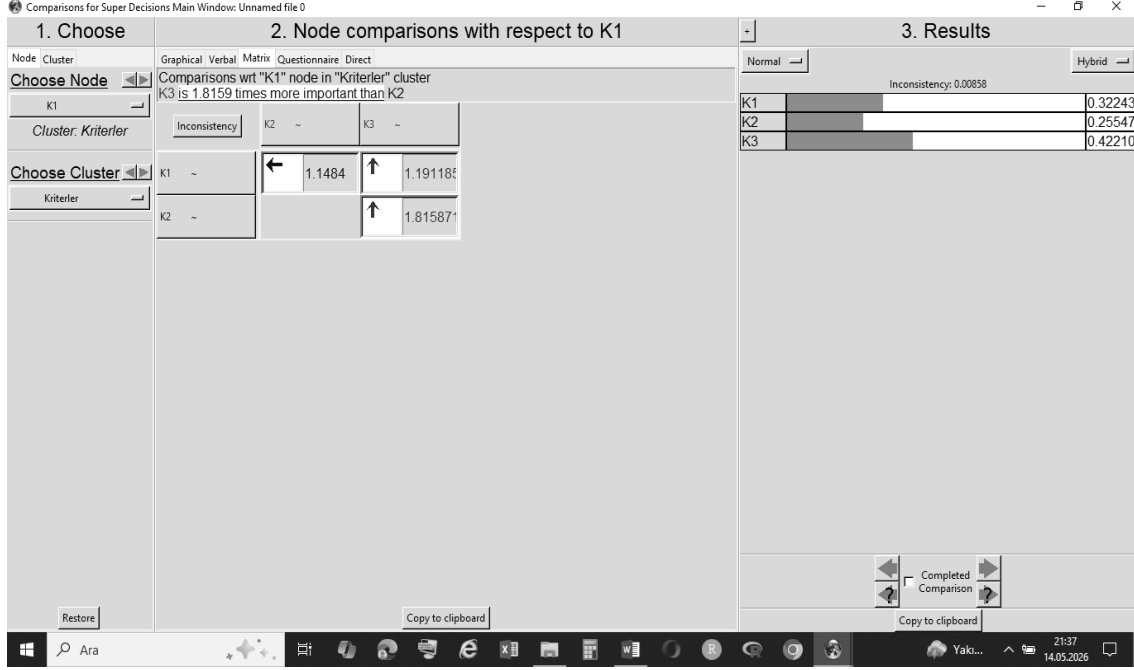 Comparisons for Super Decisions Main Window: Unnamed file 0
1. Choose
2. Node comparisons with respect to K1
+
3. Results
Node Cluster
Graphical Verbal Matrix Questionnaire Direct
Normal
Hybrid
Choose Node
Comparisons wrt "K1" node in "Kriterler" cluster
K3 is 1.8159 times more important than K2
Inconsistency: 0.00858
K1
Cluster: Kriterler
Choose Cluster
Kriterler
Inconsistency K2 ~ K3 ~
K1 ~ 1.1484 1.191185
K2 ~ 1.815871
K1 0.32243
K2 0.25547
K3 0.42210
Completed
Comparison
Restore
Copy to clipboard
Copy to clipboard
Ara
Yakı...
21:37
14.05.2026